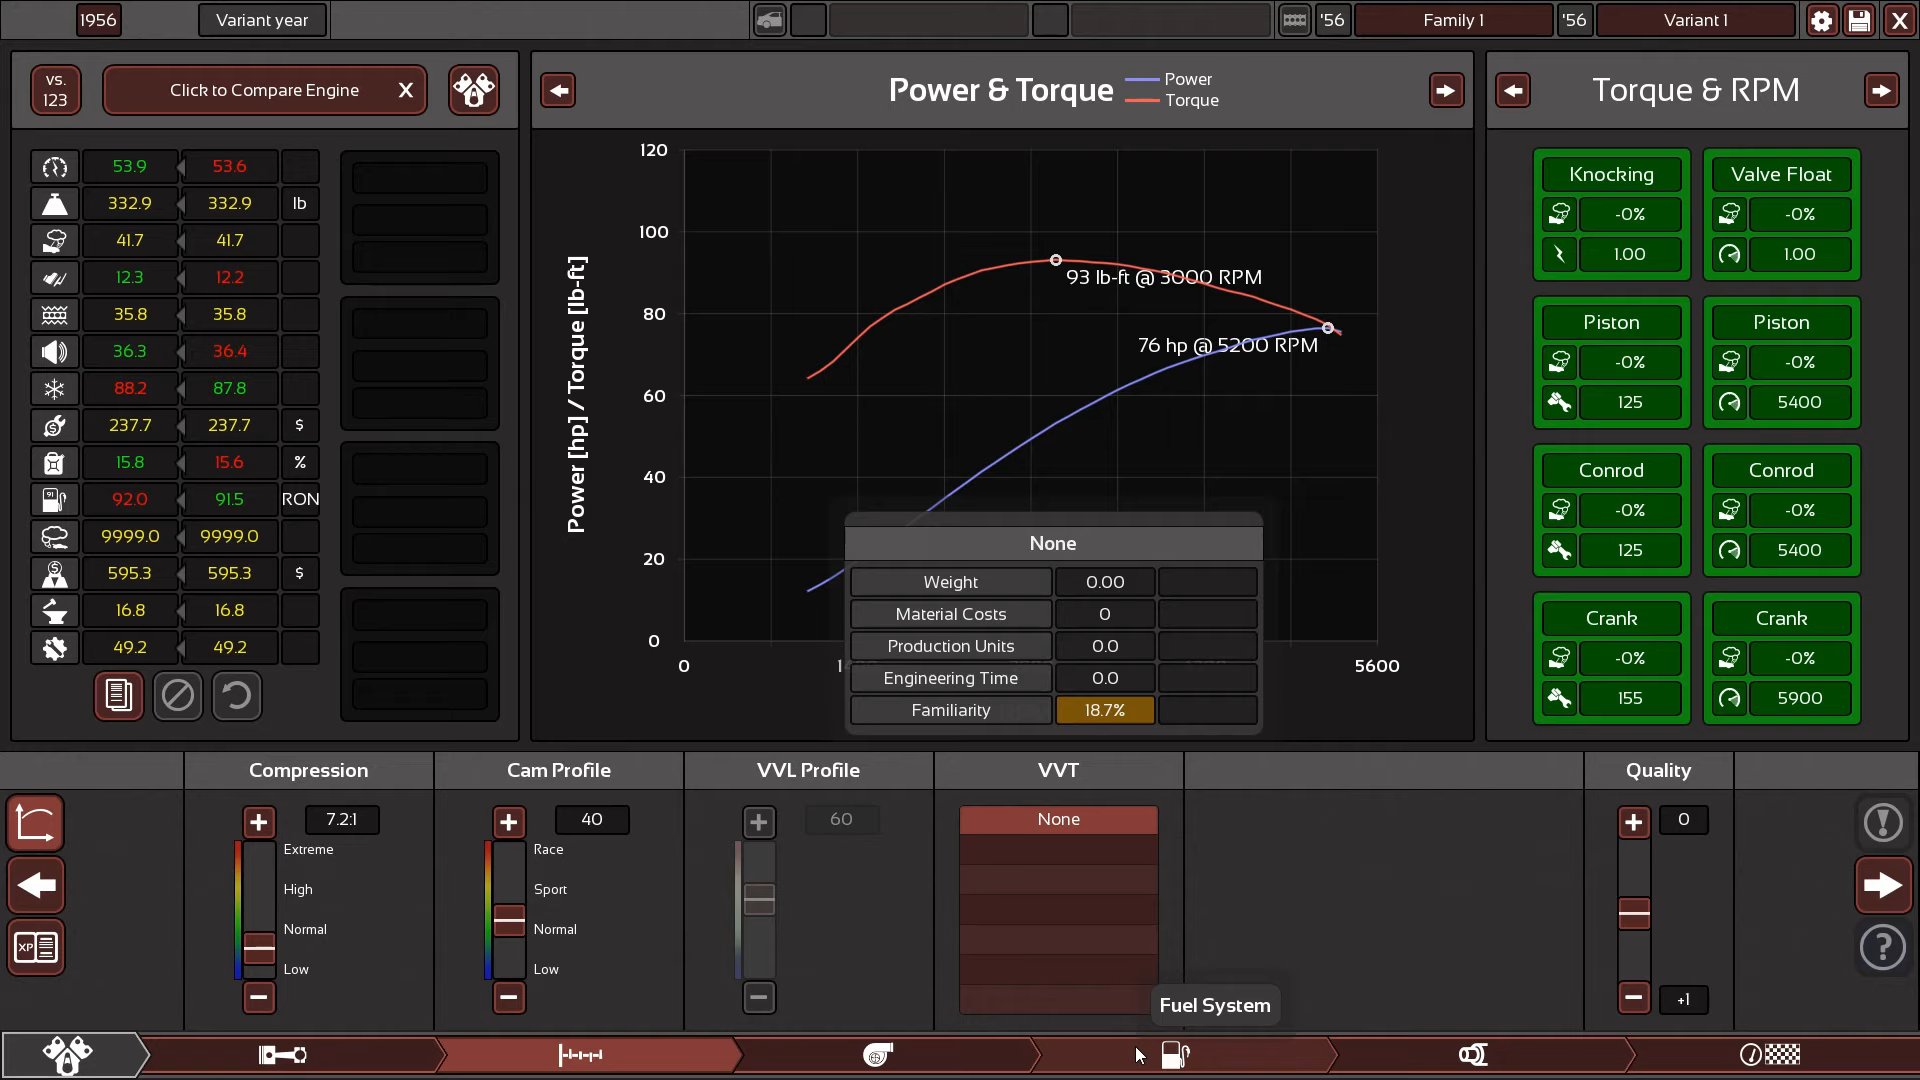 1956
Variant year
'56
Family 1
'56
Variant 1
X
vs.
123
Click to Compare Engine
X
Power & Torque
Power
Torque
Torque & RPM
53.9
53.6
332.9
332.9
lb
41.7
41.7
12.3
12.2
35.8
35.8
36.3
36.4
88.2
87.8
237.7
237.7
$
15.8
15.6
%
91
92.0
91.5
RON
9999.0
9999.0
595.3
595.3
$
16.8
16.8
49.2
49.2
Power [hp] / Torque [lb-ft]
120
100
80
60
40
20
0
0
5600
93 lb-ft @ 3000 RPM
76 hp @ 5200 RPM
None
Weight
0.00
Material Costs
0
Production Units
0.0
Engineering Time
0.0
Familiarity
18.7%
Knocking
-0%
1.00
Valve Float
-0%
1.00
Piston
-0%
125
Piston
-0%
5400
Conrod
-0%
125
Conrod
-0%
5400
Crank
-0%
155
Crank
-0%
5900
Compression
7.2:1
Extreme
High
Normal
Low
Cam Profile
40
Race
Sport
Normal
Low
VVL Profile
60
VVT
None
Quality
0
+1
XP
Fuel System